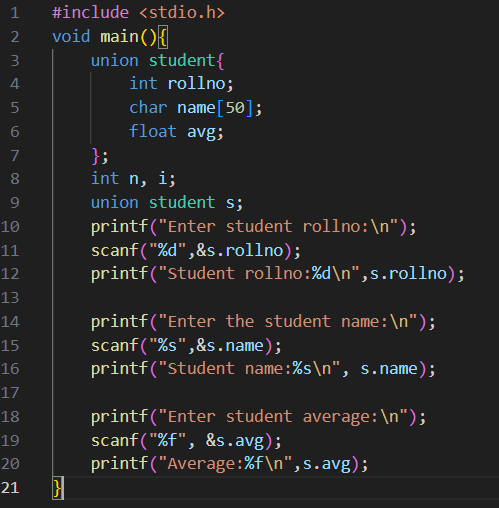 1 #include <stdio.h>
2 void main(){
3     union student{
4         int rollno;
5         char name[50];
6         float avg;
7     };
8     int n, i;
9     union student s;
10     printf("Enter student rollno:\n");
11     scanf("%d",&s.rollno);
12     printf("Student rollno:%d\n",s.rollno);
13
14     printf("Enter the student name:\n");
15     scanf("%s",&s.name);
16     printf("Student name:%s\n", s.name);
17
18     printf("Enter student average:\n");
19     scanf("%f", &s.avg);
20     printf("Average:%f\n",s.avg);
21 }